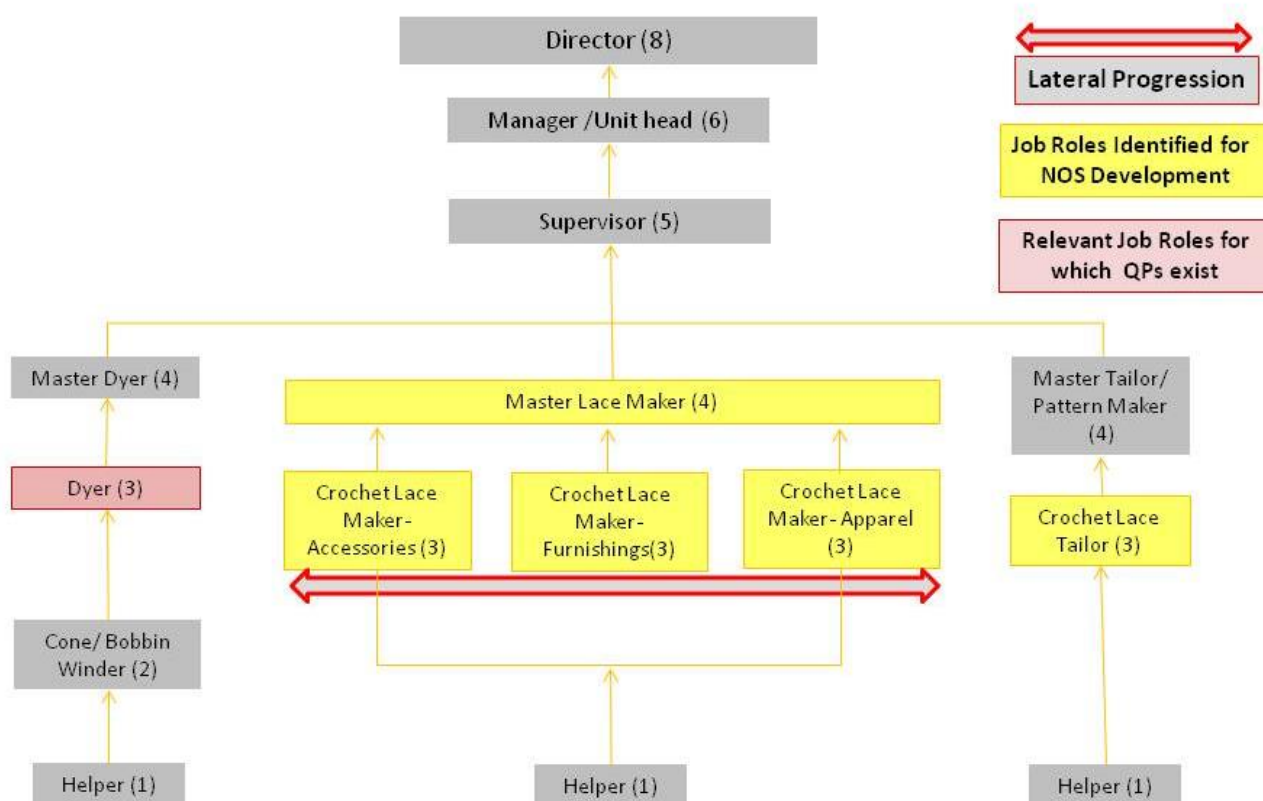 Director (8)
Lateral Progression
Manager /Unit head (6)
Job Roles Identified for
NOS Development
Supervisor (5)
Relevant Job Roles for
which QPs exist
Master Dyer (4)
Master Lace Maker (4)
Master Tailor/
Pattern Maker
(4)
Dyer (3)
Crochet Lace
Maker-
Accessories (3)
Crochet Lace
Maker-
Furnishings(3)
Crochet Lace
Maker- Apparel
(3)
Crochet Lace
Tailor (3)
Cone/ Bobbin
Winder (2)
Helper (1)
Helper (1)
Helper (1)